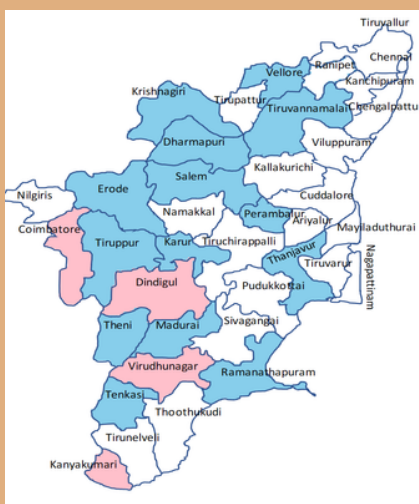 Tiruvallur
Chennai
Ranipet
Vellore
Kanchipuram
Krishnagiri
Tirupattur
Chengalpattu
Tiruvannamalai
Dharmapuri
Viluppuram
Kallakurichi
Salem
Erode
Nilgiris
Namakkal
Cuddalore
Perambalur
Ariyalur
Coimbatore
Mayiladuthurai
Tiruppur
Karur
Tiruchirappalli
Thanjavur
Tiruvarur
Nagapattinam
Dindigul
Pudukkottai
Theni
Madurai
Sivagangai
Virudhunagar
Ramanathapuram
Tenkasi
Thoothukudi
Tirunelveli
Kanyakumari